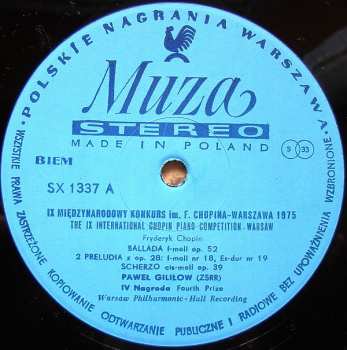 • POLSKIE NAGRANIA WARSZAWA •
Muza
STEREO
MADE IN POLAND
BIEM
S 33
SX 1337 A
IX MIĘDZYNARODOWY KONKURS im. F. CHOPINA-WARSZAWA 1975
THE IX INTERNATIONAL CHOPIN PIANO COMPETITION-WARSAW
Fryderyk Chopin
BALLADA f-moll op. 52
2 PRELUDIA z op. 28: f-moll nr 18, Es-dur nr 19
SCHERZO cis-moll op. 39
PAWEŁ GILIŁOW (ZSRR)
IV Nagroda Fourth Prize
Warsaw Philharmonic-Hall Recording
WSZYSTKIE PRAWA ZASTRZEŻONE KOPIOWANIE ODTWARZANIE PUBLICZNE I RADIOWE BEZ UPOWAŻNIENIA WZBRONIONE